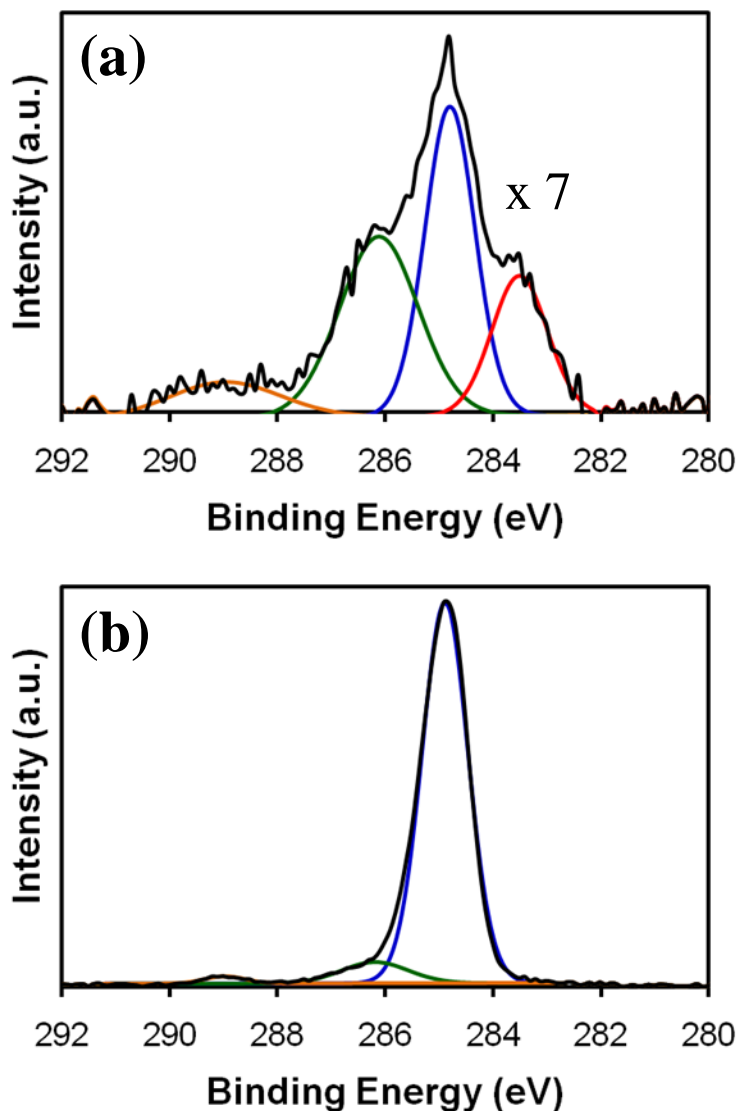 (a)
x 7
Intensity (a.u.)
292 290 288 286 284 282 280
Binding Energy (eV)
(b)
Intensity (a.u.)
292 290 288 286 284 282 280
Binding Energy (eV)